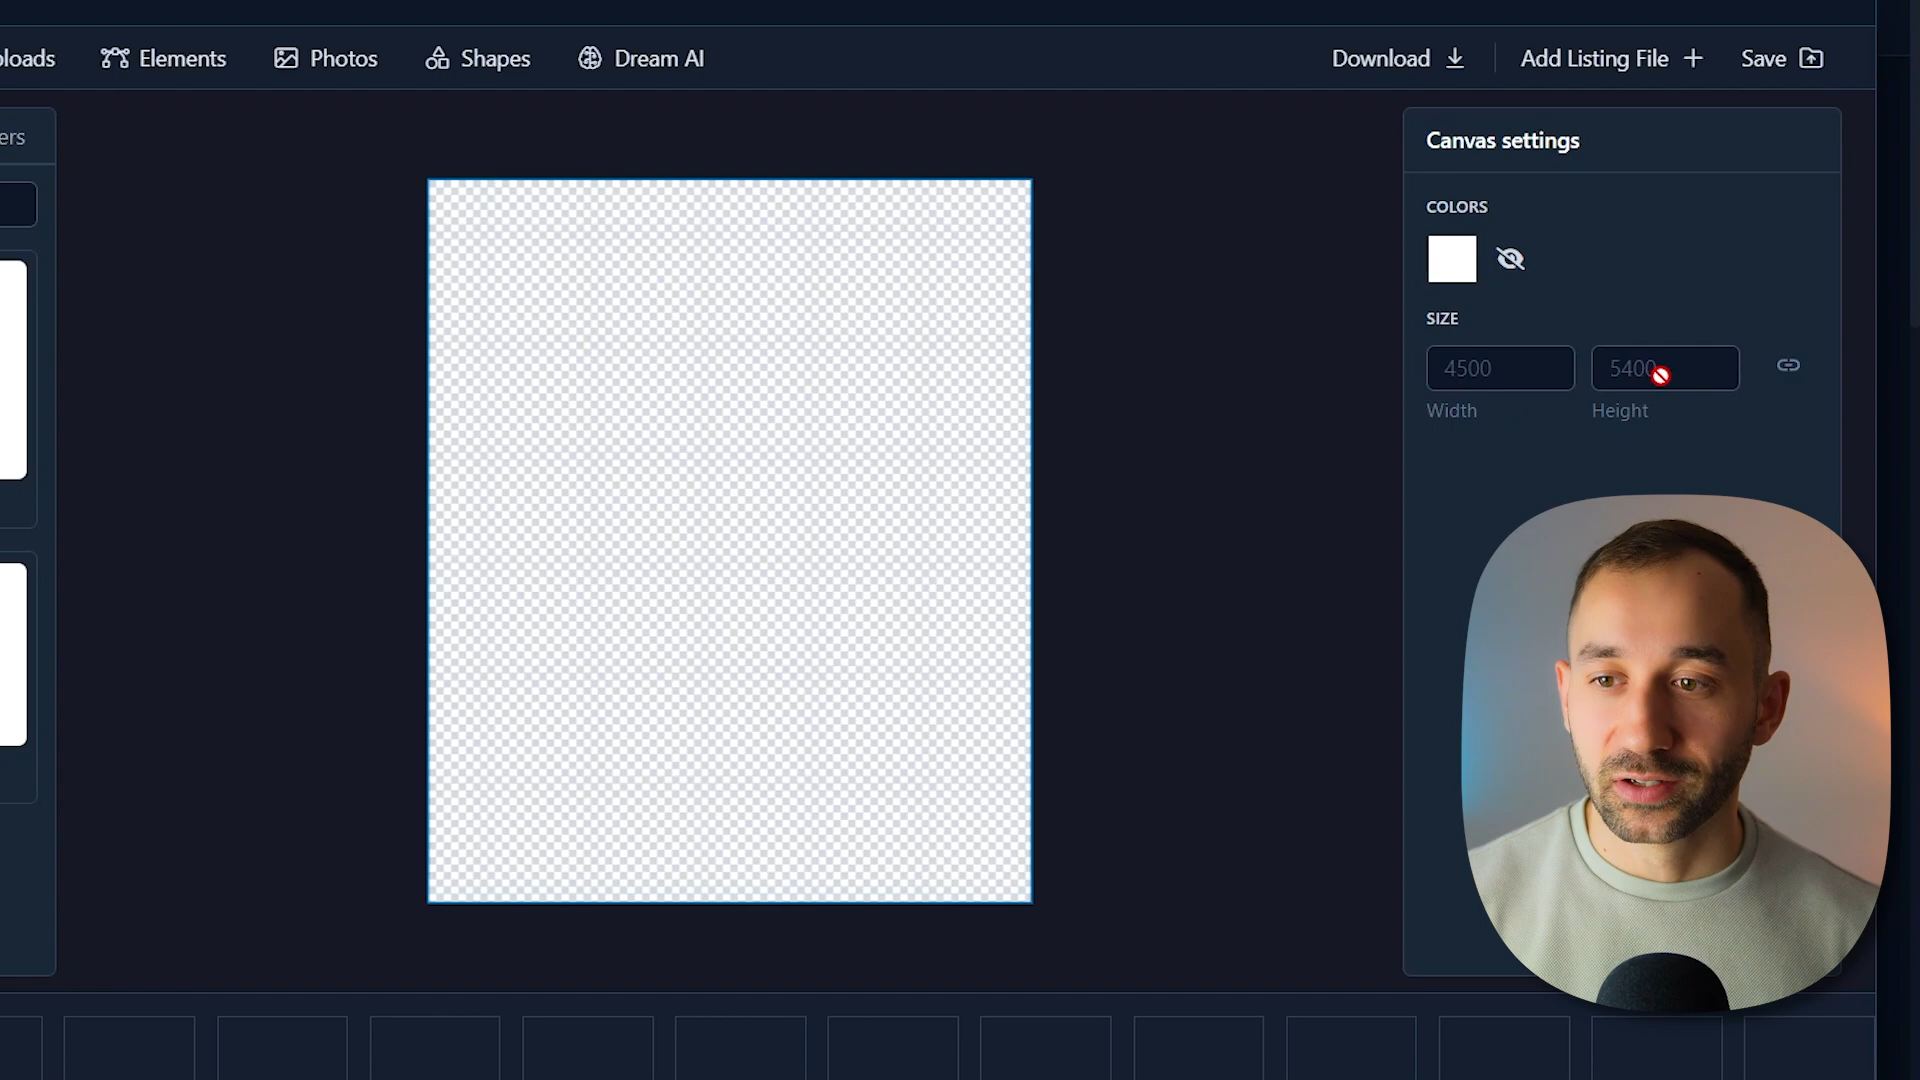 ploads
Elements
Photos
Shapes
Dream AI
Download
Add Listing File
Save
ers
Canvas settings
COLORS
SIZE
4500
5400
Width
Height